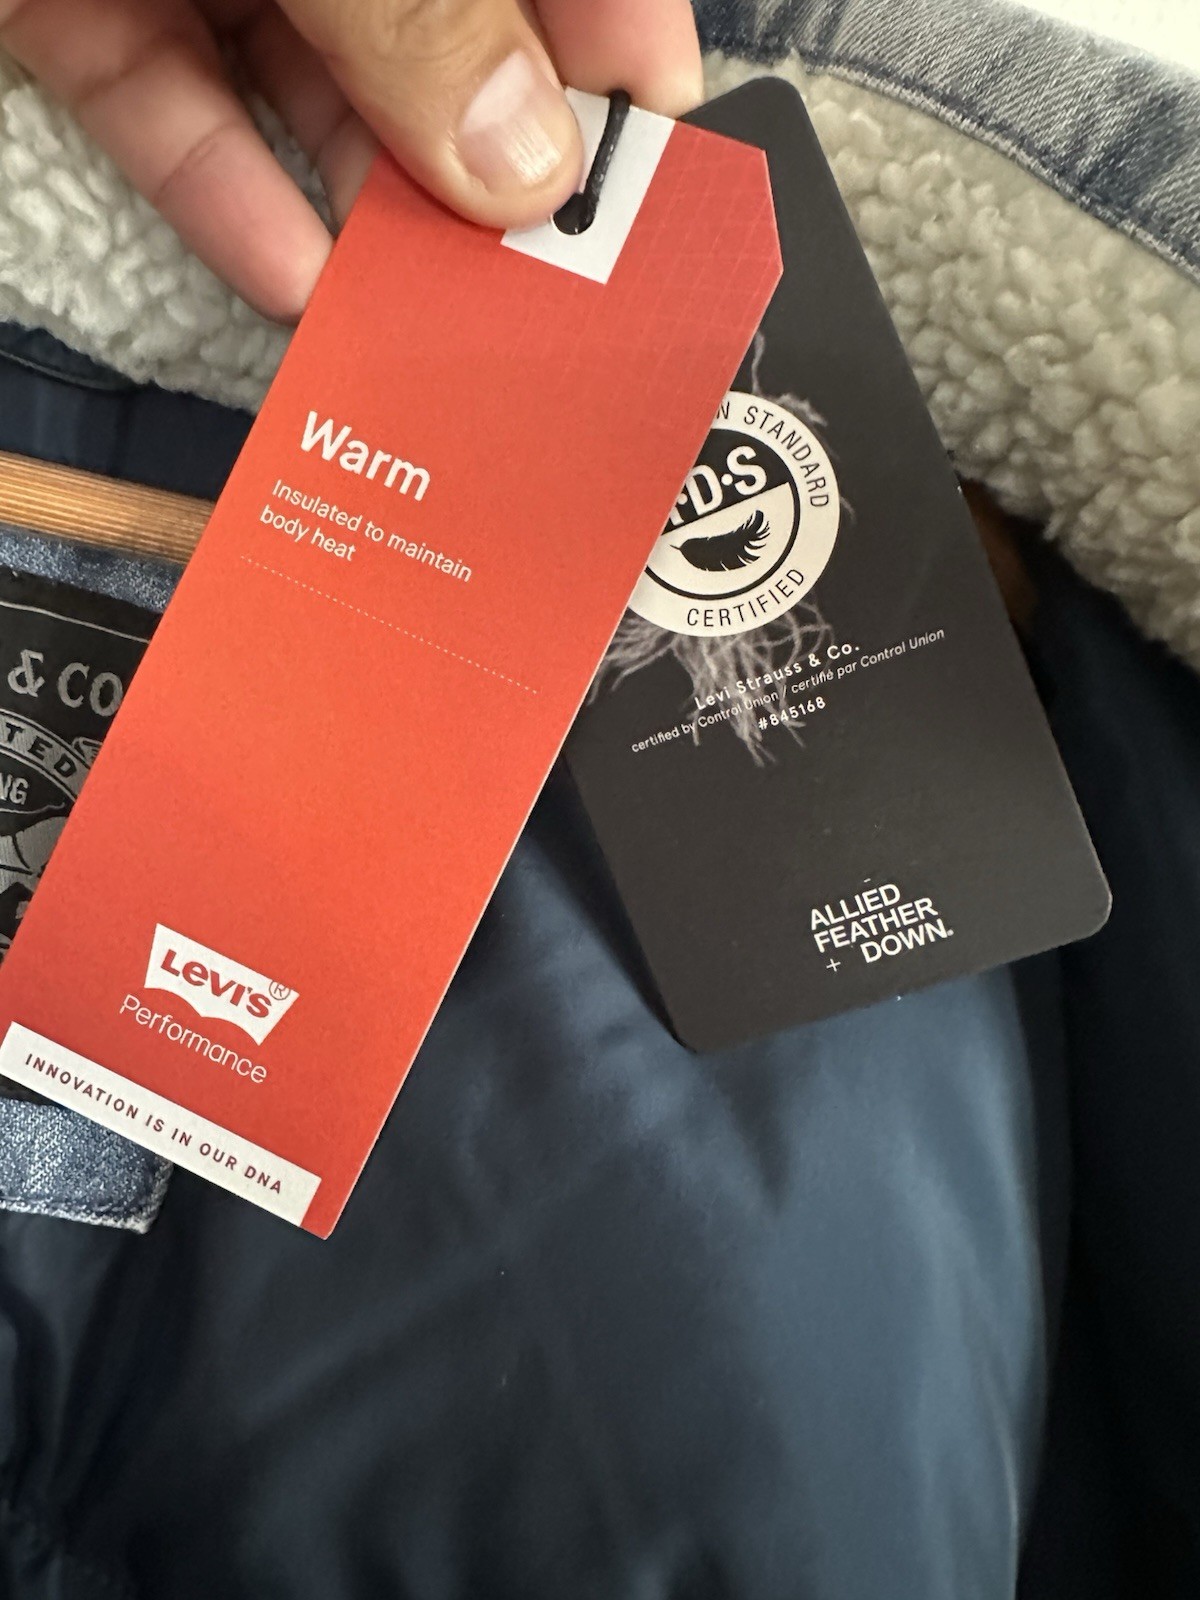 Warm
Insulated to maintain
body heat
Levi's®
Performance
INNOVATION IS IN OUR DNA
STANDARD
D·S
CERTIFIED
Levi Strauss & Co.
certified by Control Union / certifié par Control Union
#845168
ALLIED
FEATHER
+ DOWN.
& CO